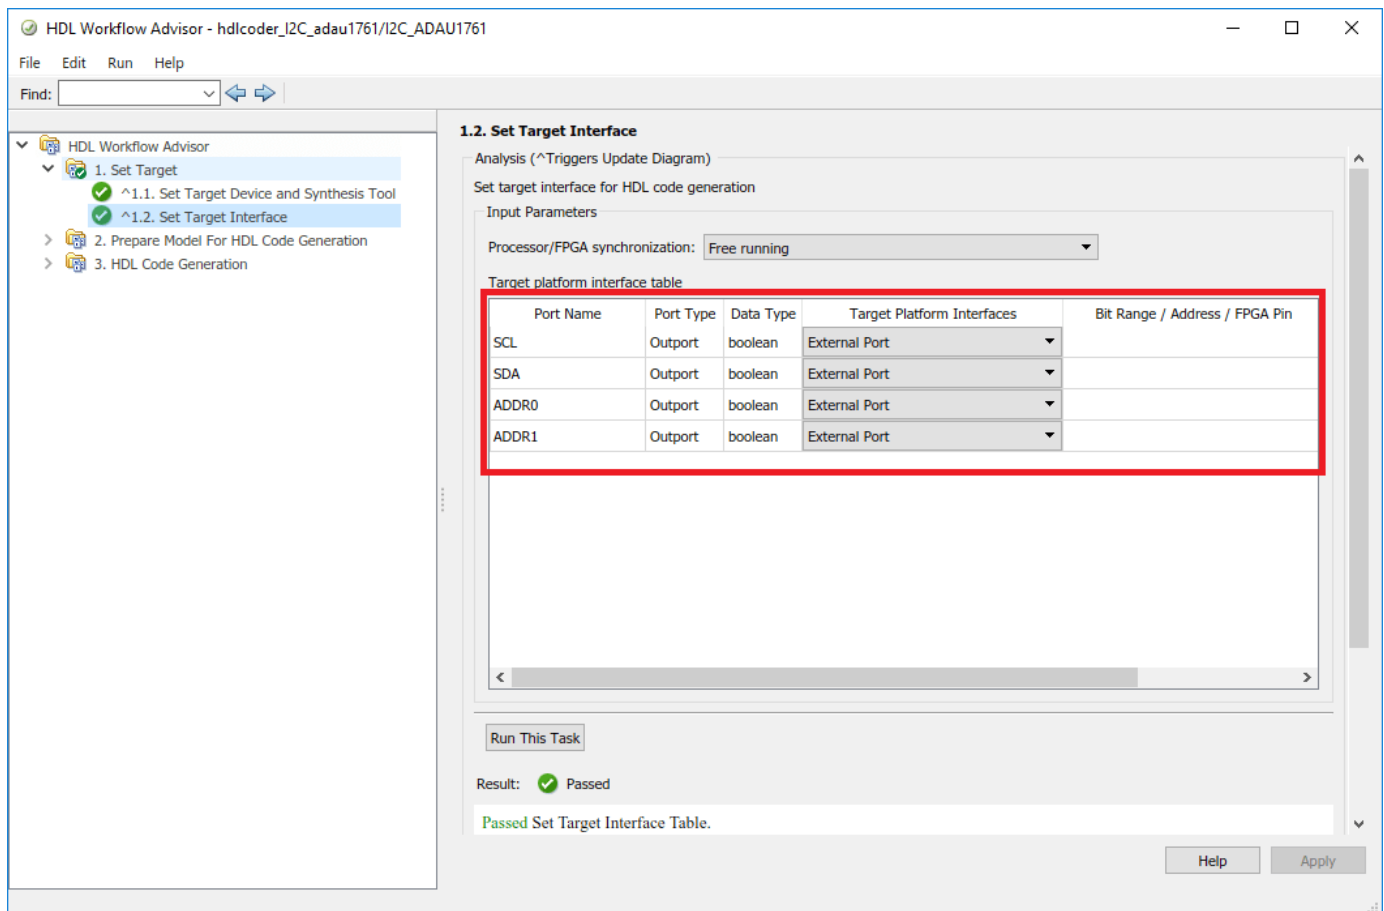 HDL Workflow Advisor - hdlcoder_I2C_adau1761/I2C_ADAU1761
File Edit Run Help
Find:
HDL Workflow Advisor
1. Set Target
^1.1. Set Target Device and Synthesis Tool
^1.2. Set Target Interface
2. Prepare Model For HDL Code Generation
3. HDL Code Generation
1.2. Set Target Interface
Analysis (^Triggers Update Diagram)
Set target interface for HDL code generation
Input Parameters
Processor/FPGA synchronization: Free running
Target platform interface table
Port Name Port Type Data Type Target Platform Interfaces Bit Range / Address / FPGA Pin
SCL Outport boolean External Port
SDA Outport boolean External Port
ADDR0 Outport boolean External Port
ADDR1 Outport boolean External Port
Run This Task
Result: Passed
Passed Set Target Interface Table.
Help Apply